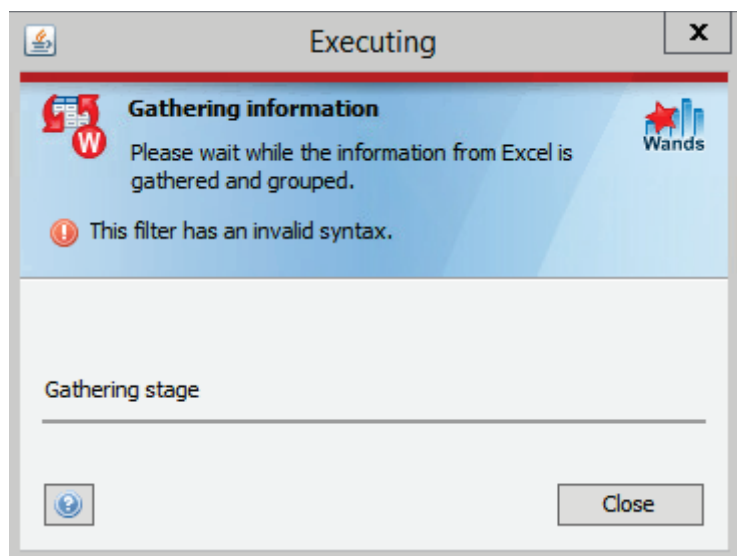 Executing
X
Gathering information
W
Wands
Please wait while the information from Excel is
gathered and grouped.
This filter has an invalid syntax.
Gathering stage
Close